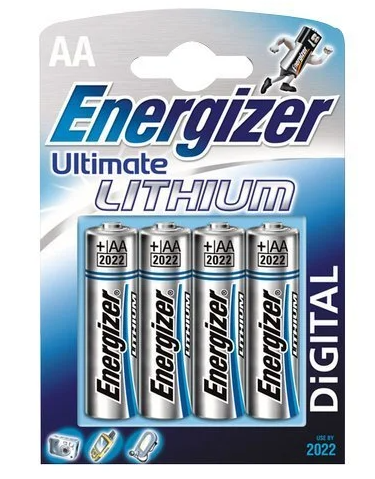 AA
Energizer
Ultimate
LITHIUM
+|AA
2022
+|AA
2022
+|AA
2022
+|AA
2022
Energizer®
LITHIUM
Energizer®
LITHIUM
Energizer®
LITHIUM
Energizer®
LITHIUM
DiGITAL
USE BY
2022